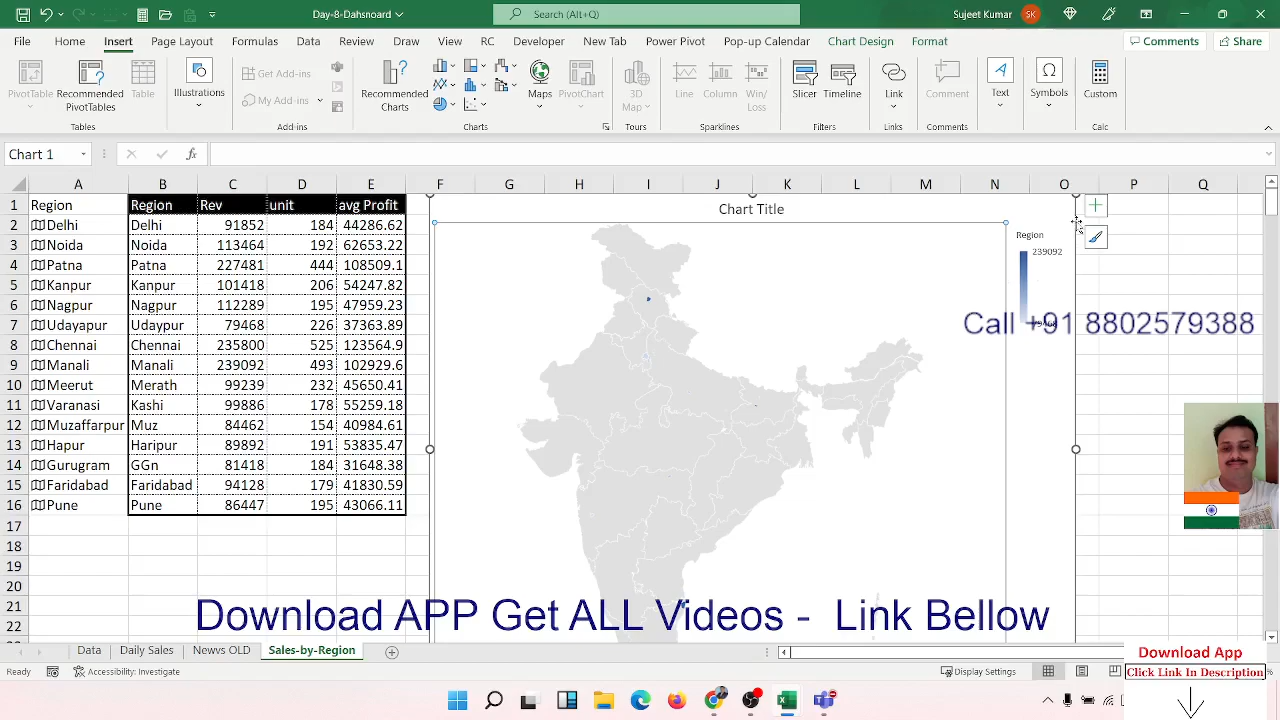 Day-8-Dahsnoard
Search (Alt+Q)
Sujeet Kumar
SK
File
Home
Insert
Page Layout
Formulas
Data
Review
Draw
View
RC
Developer
New Tab
Power Pivot
Pop-up Calendar
Chart Design
Format
Comments
Share
PivotTable
Recommended PivotTables
Table
Illustrations
Get Add-ins
My Add-ins
Recommended Charts
Maps
PivotChart
3D Map
Line
Column
Win/Loss
Slicer
Timeline
Link
Comment
Text
Symbols
Custom
Tables
Add-ins
Charts
Tours
Sparklines
Filters
Links
Comments
Calc
Chart 1
fx
A B C D E F G H I J K L M N O P Q
1 Region Region Rev unit avg Profit
2 Delhi Delhi 91852 184 44286.62
3 Noida Noida 113464 192 62653.22
4 Patna Patna 227481 444 108509.1
5 Kanpur Kanpur 101418 206 54247.82
6 Nagpur Nagpur 112289 195 47959.23
7 Udayapur Udaypur 79468 226 37363.89
8 Chennai Chennai 235800 525 123564.9
9 Manali Manali 239092 493 102929.6
10 Meerut Merath 99239 232 45650.41
11 Varanasi Kashi 99886 178 55259.18
12 Muzaffarpur Muz 84462 154 40984.61
13 Hapur Haripur 89892 191 53835.47
14 Gurugram GGn 81418 184 31648.38
15 Faridabad Faridabad 94128 179 41830.59
16 Pune Pune 86447 195 43066.11
17
18
19
20
21
22
Chart Title
Region
239092
Call +91 8802579388
Download APP Get ALL Videos - Link Bellow
Data
Daily Sales
Newvs OLD
Sales-by-Region
Download App
Click Link In Description
Ready
Accessibility: Investigate
Display Settings